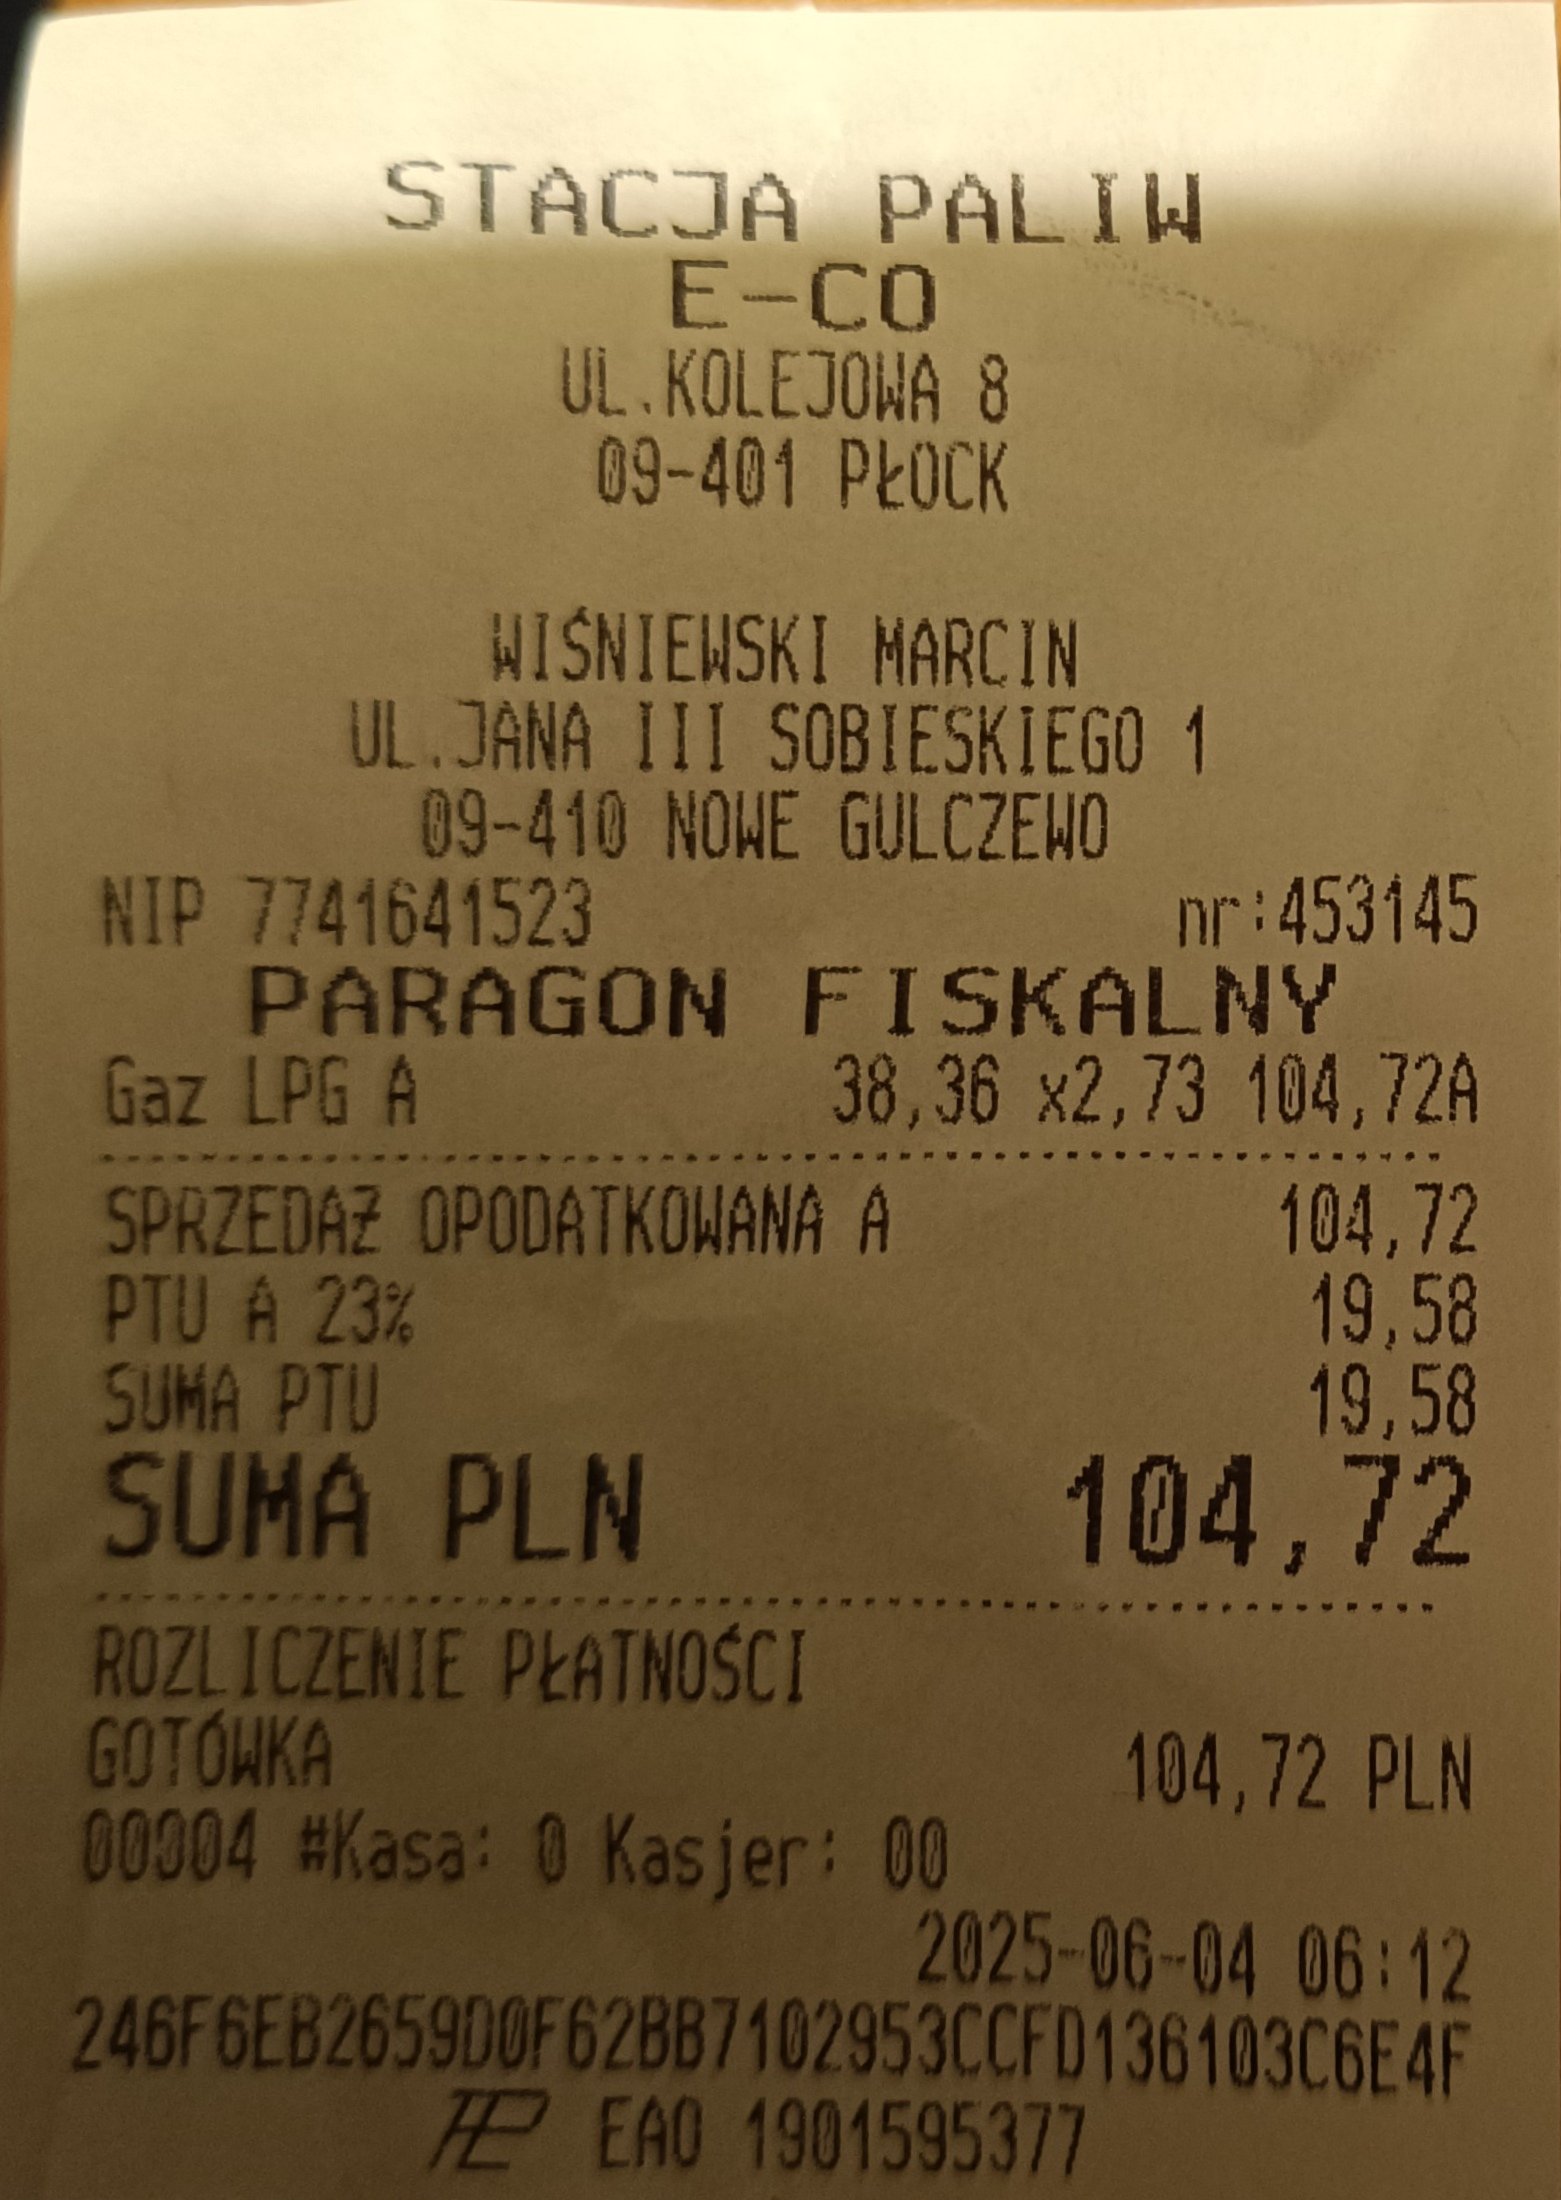 STACJA PALIW
E-CO
UL.KOLEJOWA 8
09-401 PŁOCK
WIŚNIEWSKI MARCIN
UL.JANA III SOBIESKIEGO 1
09-410 NOWE GULCZEWO
NIP 7741641523 nr:453145
PARAGON FISKALNY
Gaz LPG A 38,36 x2,73 104,72A
SPRZEDAŻ OPODATKOWANA A 104,72
PTU A 23% 19,58
SUMA PTU 19,58
SUMA PLN 104,72
ROZLICZENIE PŁATNOŚCI
GOTÓWKA 104,72 PLN
00004 #Kasa: 0 Kasjer: 00
2025-06-04 06:12
246F6EB2659D0F62BB7102953CCFD136103C6E4F
EAO 1901595377